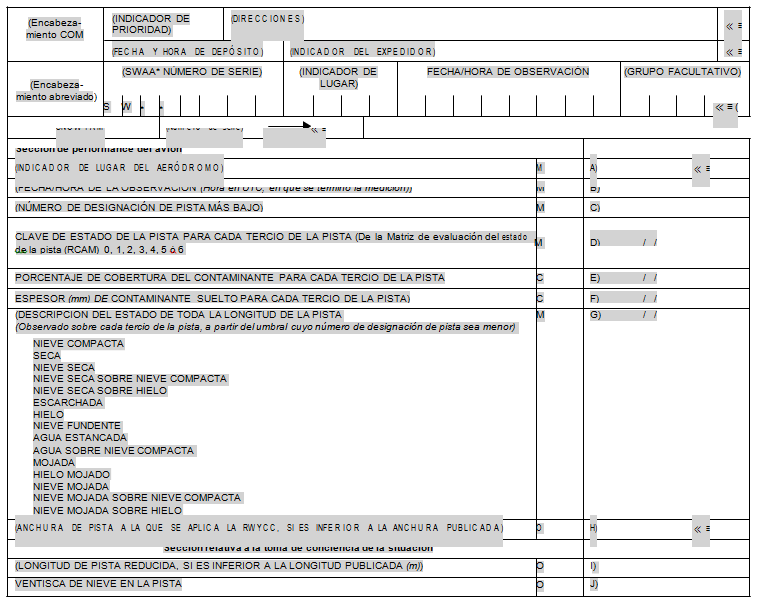 (Encabeza-
miento COM
(INDICADOR DE
PRIORIDAD)
(DIRECCIONES)
« ≡
(FECHA Y HORA DE DEPÓSITO)
(INDICADOR DEL EXPEDIDOR)
« ≡
(Encabeza-
miento abreviado)
(SWAA* NÚMERO DE SERIE)
(INDICADOR DE
LUGAR)
FECHA/HORA DE OBSERVACIÓN
(GRUPO FACULTATIVO)
S W * *
« ≡ (
« ≡
Sección de performance del avión
(INDICADOR DE LUGAR DEL AERÓDROMO) M A) « ≡
(FECHA/HORA DE LA OBSERVACIÓN (Hora en UTC, en que se terminó la medición)) M B)
(NÚMERO DE DESIGNACIÓN DE PISTA MÁS BAJO) M C)
CLAVE DE ESTADO DE LA PISTA PARA CADA TERCIO DE LA PISTA (De la Matriz de evaluación del estado
de la pista (RCAM) 0, 1, 2, 3, 4, 5 ó 6 M D) / /
PORCENTAJE DE COBERTURA DEL CONTAMINANTE PARA CADA TERCIO DE LA PISTA C E) / /
ESPESOR (mm) DE CONTAMINANTE SUELTO PARA CADA TERCIO DE LA PISTA) C F) / /
(DESCRIPCION DEL ESTADO DE TODA LA LONGITUD DE LA PISTA M G) / /
(Observado sobre cada tercio de la pista, a partir del umbral cuyo número de designación de pista sea menor)
NIEVE COMPACTA
SECA
NIEVE SECA
NIEVE SECA SOBRE NIEVE COMPACTA
NIEVE SECA SOBRE HIELO
ESCARCHADA
HIELO
NIEVE FUNDENTE
AGUA ESTANCADA
AGUA SOBRE NIEVE COMPACTA
MOJADA
HIELO MOJADO
NIEVE MOJADA
NIEVE MOJADA SOBRE NIEVE COMPACTA
NIEVE MOJADA SOBRE HIELO
(ANCHURA DE PISTA A LA QUE SE APLICA LA RWYCC, SI ES INFERIOR A LA ANCHURA PUBLICADA) O H) « ≡
Sección relativa a la toma de conciencia de la situación
(LONGITUD DE PISTA REDUCIDA, SI ES INFERIOR A LA LONGITUD PUBLICADA (m)) O I)
VENTISCA DE NIEVE EN LA PISTA O J)